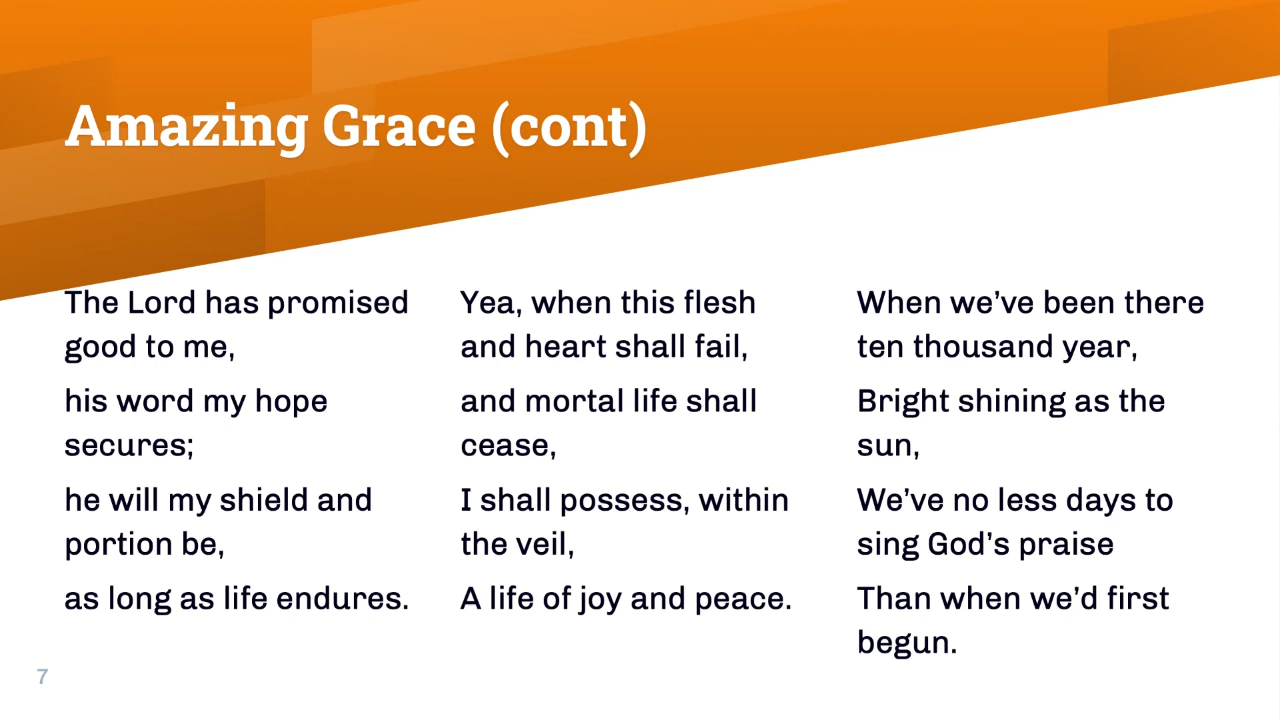 Amazing Grace (cont)
The Lord has promised
good to me,
his word my hope
secures;
he will my shield and
portion be,
as long as life endures.
Yea, when this flesh
and heart shall fail,
and mortal life shall
cease,
I shall possess, within
the veil,
A life of joy and peace.
When we’ve been there
ten thousand year,
Bright shining as the
sun,
We’ve no less days to
sing God’s praise
Than when we’d first
begun.
7